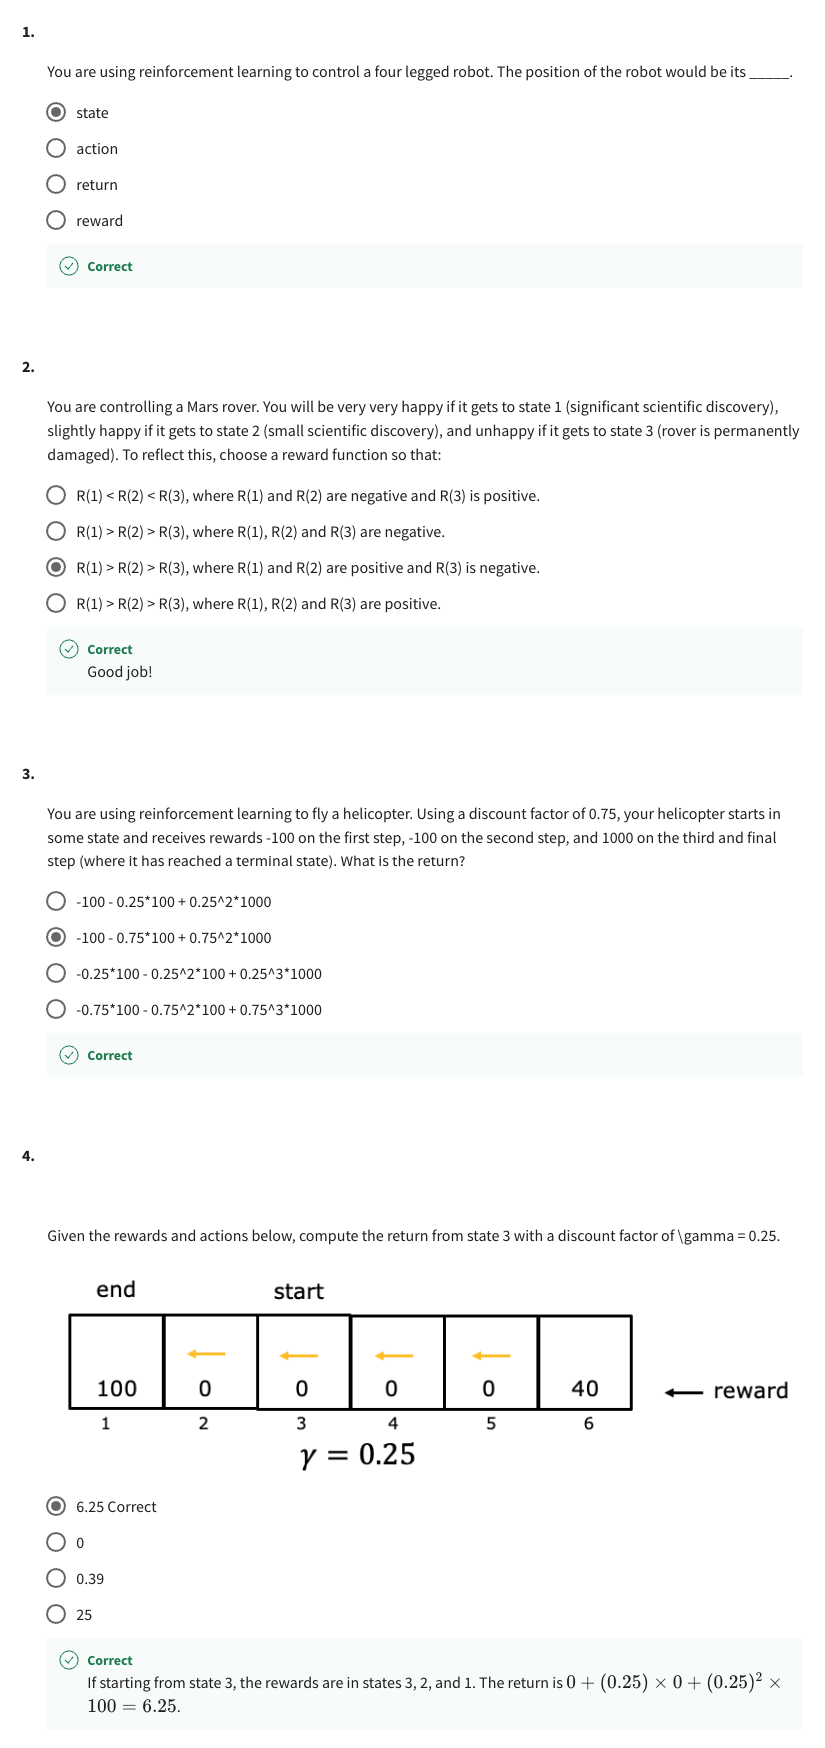 1.
You are using reinforcement learning to control a four legged robot. The position of the robot would be its _____.
state
action
return
reward
Correct
2.
You are controlling a Mars rover. You will be very very happy if it gets to state 1 (significant scientific discovery),
slightly happy if it gets to state 2 (small scientific discovery), and unhappy if it gets to state 3 (rover is permanently
damaged). To reflect this, choose a reward function so that:
R(1) < R(2) < R(3), where R(1) and R(2) are negative and R(3) is positive.
R(1) > R(2) > R(3), where R(1), R(2) and R(3) are negative.
R(1) > R(2) > R(3), where R(1) and R(2) are positive and R(3) is negative.
R(1) > R(2) > R(3), where R(1), R(2) and R(3) are positive.
Correct
Good job!
3.
You are using reinforcement learning to fly a helicopter. Using a discount factor of 0.75, your helicopter starts in
some state and receives rewards -100 on the first step, -100 on the second step, and 1000 on the third and final
step (where it has reached a terminal state). What is the return?
-100 - 0.25*100 + 0.25^2*1000
-100 - 0.75*100 + 0.75^2*1000
-0.25*100 - 0.25^2*100 + 0.25^3*1000
-0.75*100 - 0.75^2*100 + 0.75^3*1000
Correct
4.
Given the rewards and actions below, compute the return from state 3 with a discount factor of \gamma = 0.25.
end start
100 0 0 0 0 40 ← reward
1 2 3 4 5 6
γ = 0.25
6.25 Correct
0
0.39
25
Correct
If starting from state 3, the rewards are in states 3, 2, and 1. The return is 0 + (0.25) × 0 + (0.25)² ×
100 = 6.25.